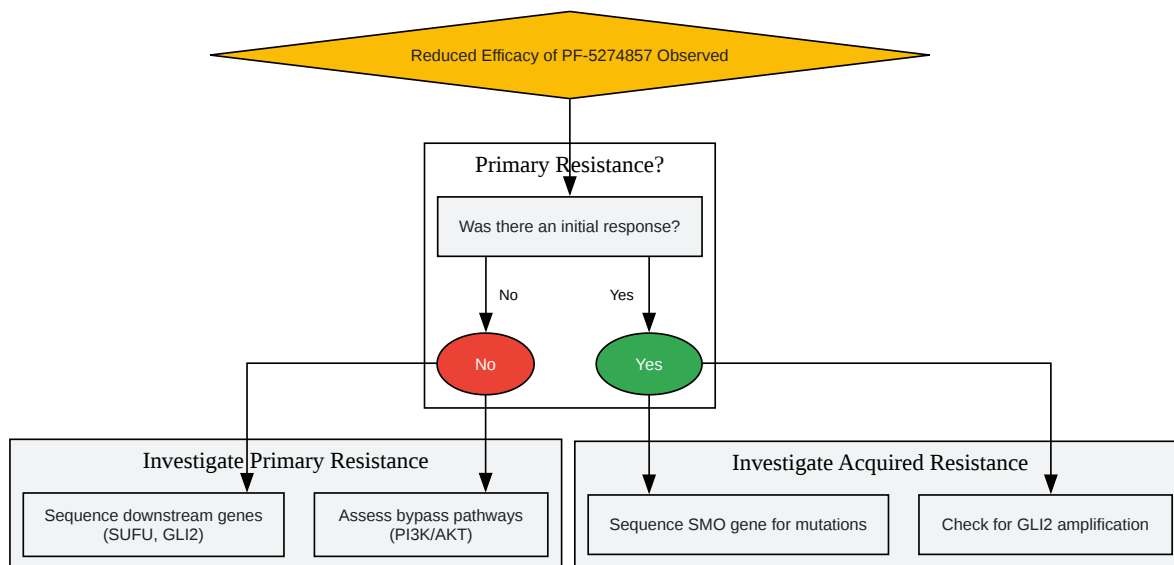 Reduced Efficacy of PF-5274857 Observed
Primary Resistance?
Was there an initial response?
No
Yes
No
Yes
Investigate Primary Resistance
Investigate Acquired Resistance
Sequence downstream genes
(SUFU, GLI2)
Assess bypass pathways
(PI3K/AKT)
Sequence SMO gene for mutations
Check for GLI2 amplification